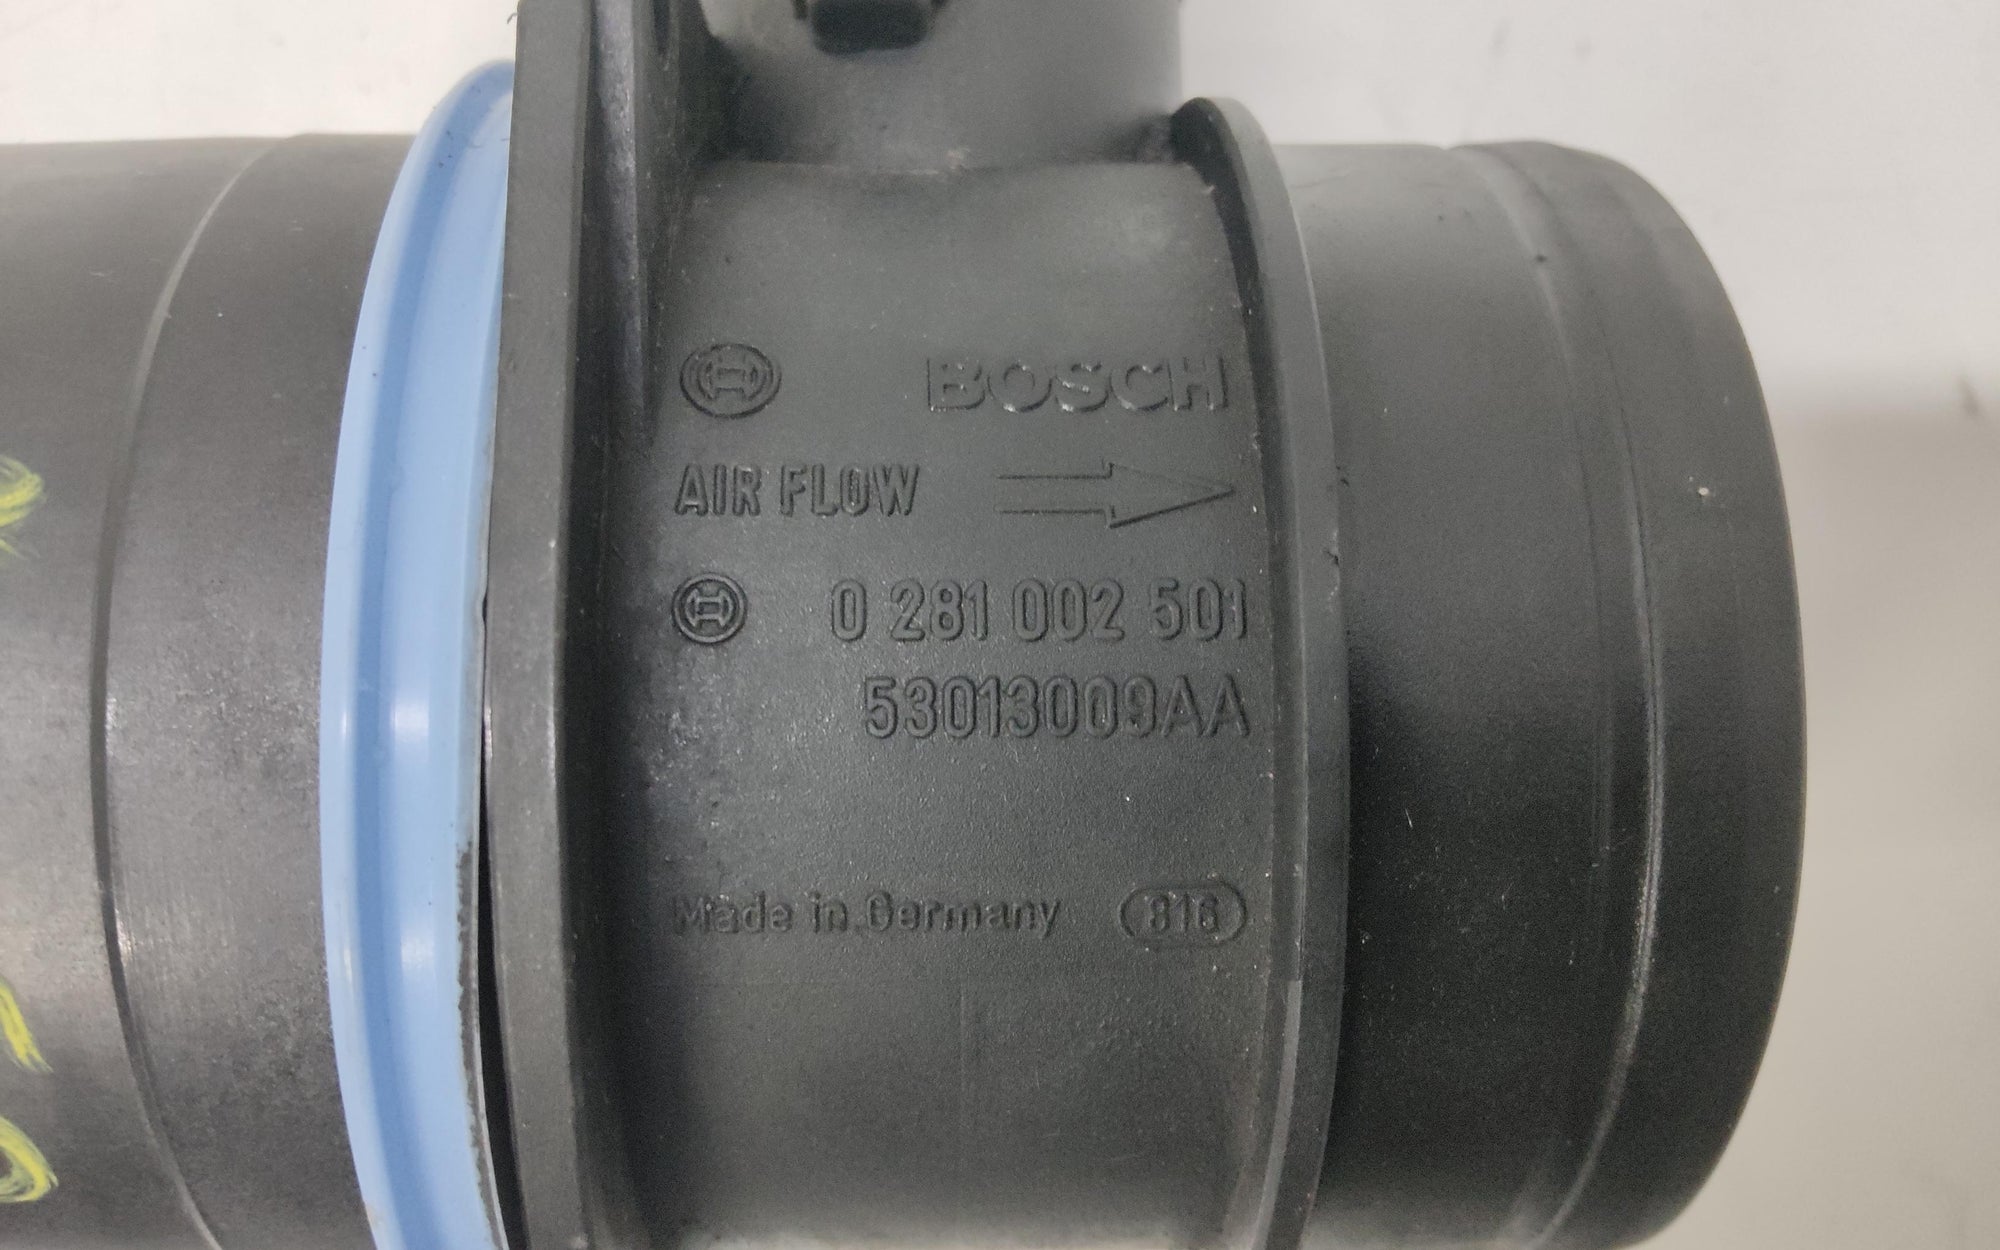 BOSCH
AIR FLOW
0 281 002 501
53013009AA
Made in Germany 816